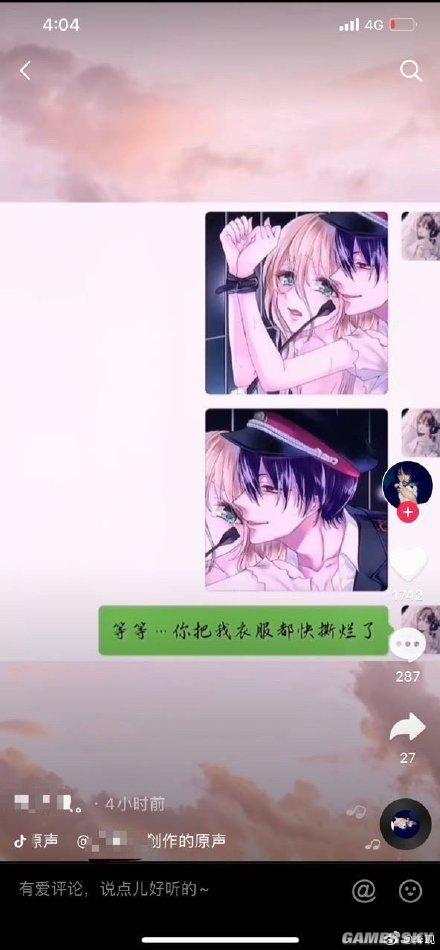 4:04
4G
等等…你把我衣服都快撕烂了
1742
287
27
。· 4小时前
原声 @ 创作的原声
有爱评论，说点儿好听的~
GAMERSKY